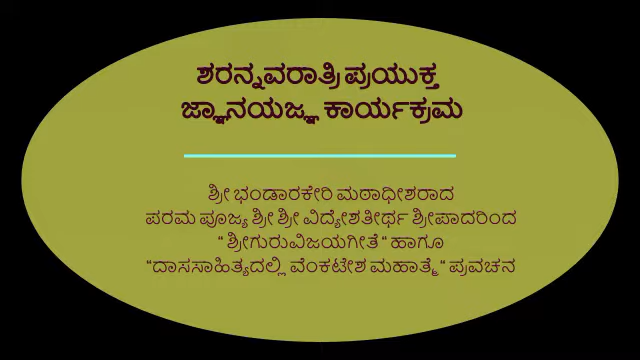 ಶರನ್ನವರಾತ್ರಿ ಪ್ರಯುಕ್ತ
ಜ್ಞಾನಯಜ್ಞ ಕಾರ್ಯಕ್ರಮ
ಶ್ರೀ ಭಂಡಾರಕೇರಿ ಮಠಾಧೀಶರಾದ
ಪರಮ ಪೂಜ್ಯ ಶ್ರೀ ಶ್ರೀ ವಿದ್ಯೇಶತೀರ್ಥ ಶ್ರೀಪಾದರಿಂದ
“ ಶ್ರೀಗುರುವಿಜಯಗೀತೆ “ ಹಾಗೂ
“ದಾಸಸಾಹಿತ್ಯದಲ್ಲಿ ವೆಂಕಟೇಶ ಮಹಾತ್ಮೆ “ ಪ್ರವಚನ